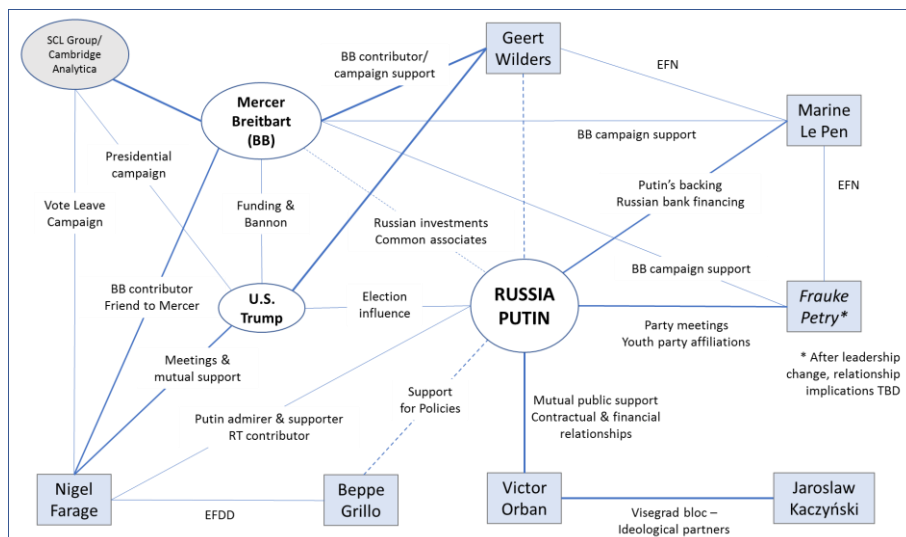 SCL Group/
Cambridge
Analytica
BB contributor/
campaign support
Geert
Wilders
EFN
Mercer
Breitbart
(BB)
Marine
Le Pen
BB campaign support
Presidential
campaign
Vote Leave
Campaign
Funding &
Bannon
Russian investments
Common associates
Putin's backing
Russian bank financing
EFN
BB contributor
Friend to Mercer
U.S.
Trump
Election
influence
RUSSIA
PUTIN
BB campaign support
Frauke
Petry*
Party meetings
Youth party affiliations
* After leadership
change, relationship
implications TBD
Meetings &
mutual support
Putin admirer & supporter
RT contributor
Support
for Policies
Mutual public support
Contractual & financial
relationships
Nigel
Farage
EFDD
Beppe
Grillo
Victor
Orban
Visegrad bloc –
Ideological partners
Jaroslaw
Kaczyński